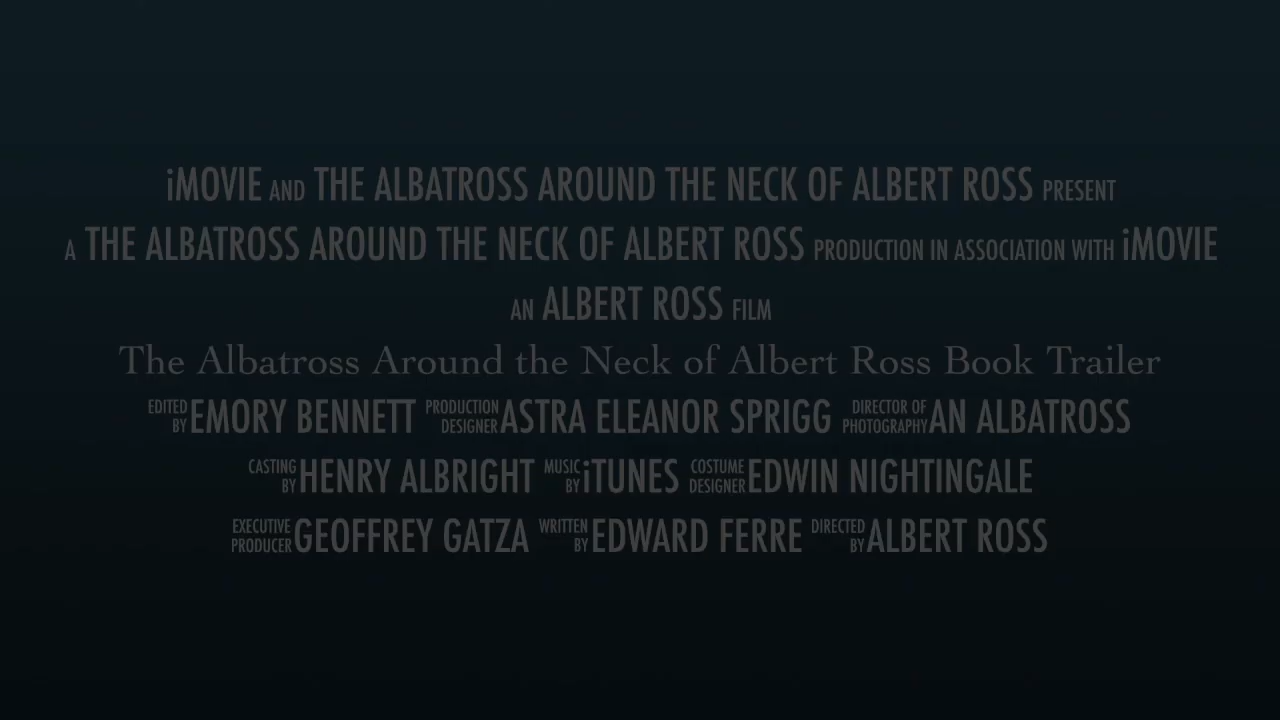 iMOVIE AND THE ALBATROSS AROUND THE NECK OF ALBERT ROSS PRESENT
A THE ALBATROSS AROUND THE NECK OF ALBERT ROSS PRODUCTION IN ASSOCIATION WITH iMOVIE
AN ALBERT ROSS FILM
The Albatross Around the Neck of Albert Ross Book Trailer
EDITED BY EMORY BENNETT PRODUCTION DESIGNER ASTRA ELEANOR SPRIGG DIRECTOR OF PHOTOGRAPHY AN ALBATROSS
CASTING BY HENRY ALBRIGHT MUSIC BY iTUNES COSTUME DESIGNER EDWIN NIGHTINGALE
EXECUTIVE PRODUCER GEOFFREY GATZA WRITTEN BY EDWARD FERRE DIRECTED BY ALBERT ROSS